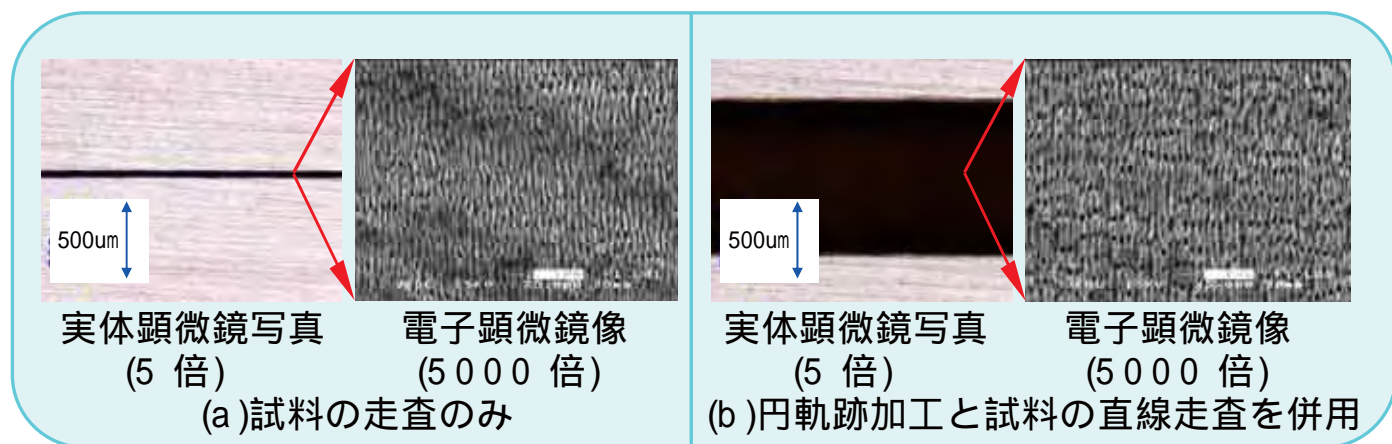 500um
実体顕微鏡写真
(5 倍)
電子顕微鏡像
(5000 倍)
(a)試料の走査のみ
500um
実体顕微鏡写真
(5 倍)
電子顕微鏡像
(5000 倍)
(b)円軌跡加工と試料の直線走査を併用